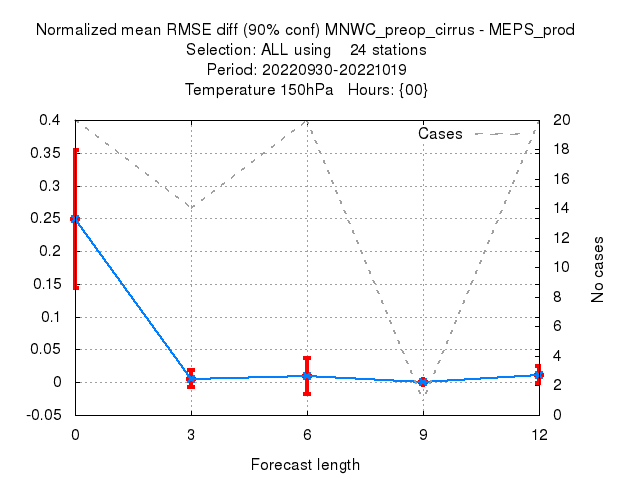 Normalized mean RMSE diff (90% conf) MNWC_preop_cirrus - MEPS_prod
Selection: ALL using 24 stations
Period: 20220930-20221019
Temperature 150hPa Hours: {00}
Cases
0.4
0.35
0.3
0.25
0.2
0.15
0.1
0.05
0
-0.05
20
18
16
14
12
10
8
6
4
2
0
No cases
0 3 6 9 12
Forecast length